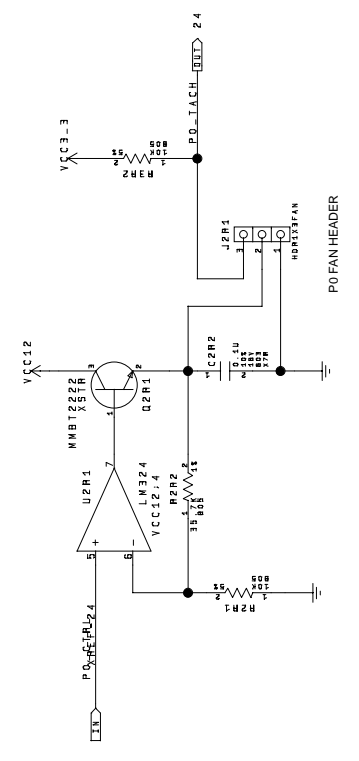 VCC12
VCC3_3
MMBT2222
XSTR
3
1
2
Q2R1
U2R1
5
+
6
-
7
LM324
VCC12;4
IN
P0_CTRL
R2R2
1
2
35.7K
1%
805
R2R1
2
1
5%
10K
805
C2R2
1
2
0.1U
10%
16V
603
X7R
R3R2
2
1
5%
10K
805
P0_TACH
OUT
24
J2R1
3
2
1
HDR1X3FAN
P0 FAN HEADER